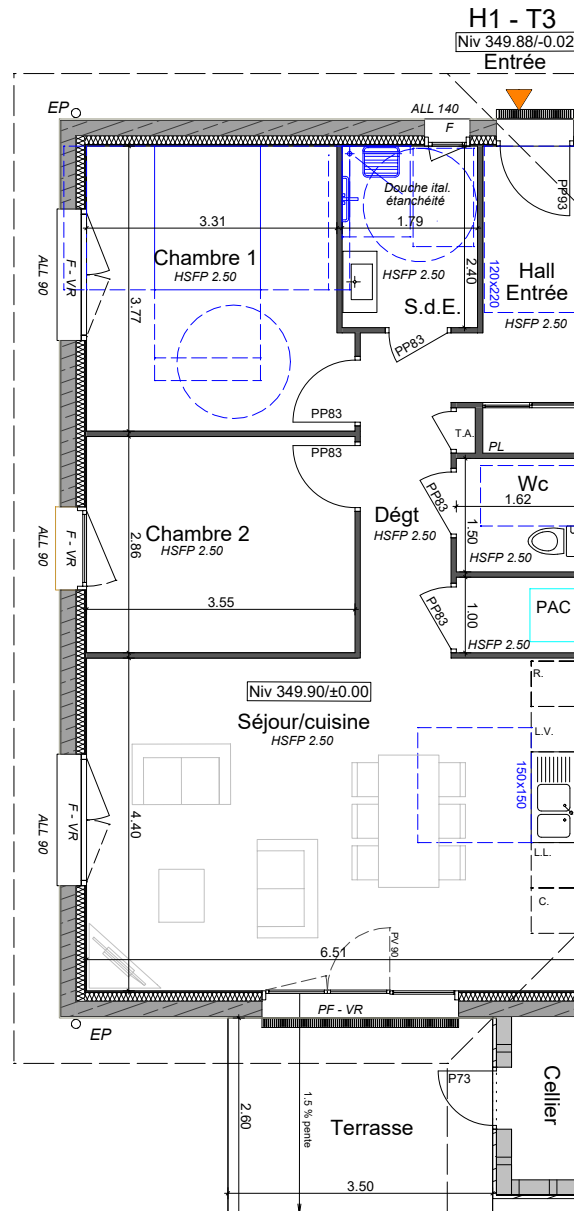 H1 - T3
Niv 349.88/-0.02
Entrée
EP
ALL 140
F
PP93
Douche ital.
étanchéité
3.31
1.79
Chambre 1
HSFP 2.50
HSFP 2.50
2.40
S.d.E.
Hall
Entrée
HSFP 2.50
120x220
ALL 90
F - VR
3.77
PP83
PP83
PP83
T.A.
PL
Wc
1.62
1.50
PP83
HSFP 2.50
Dégt
HSFP 2.50
Chambre 2
HSFP 2.50
ALL 90
F - VR
2.86
3.55
PP83
1.00
PAC
HSFP 2.50
Niv 349.90/±0.00
Séjour/cuisine
HSFP 2.50
R.
L.V.
150x150
L.L.
C.
ALL 90
F - VR
4.40
PV 90
6.51
PF - VR
EP
P73
Cellier
2.60
1.5 % pente
Terrasse
3.50